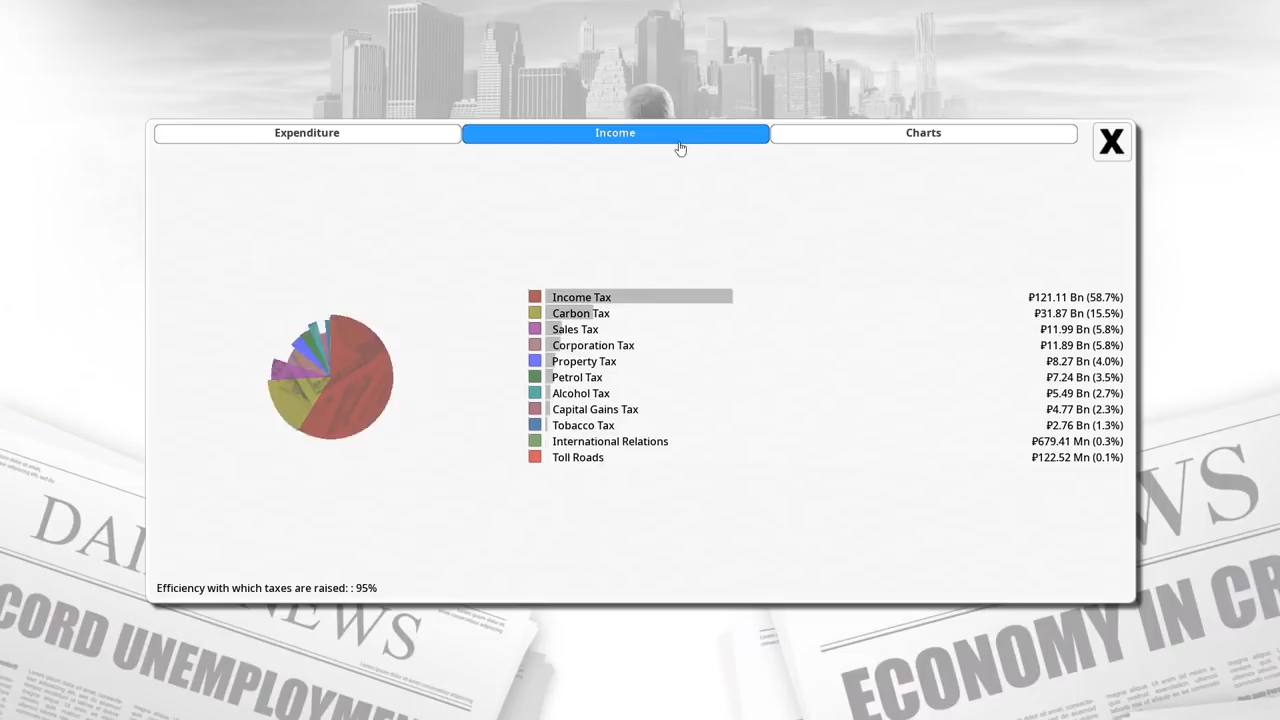 Expenditure
Income
Charts
X
Income Tax ₽121.11 Bn (58.7%)
Carbon Tax ₽31.87 Bn (15.5%)
Sales Tax ₽11.99 Bn (5.8%)
Corporation Tax ₽11.89 Bn (5.8%)
Property Tax ₽8.27 Bn (4.0%)
Petrol Tax ₽7.24 Bn (3.5%)
Alcohol Tax ₽5.49 Bn (2.7%)
Capital Gains Tax ₽4.77 Bn (2.3%)
Tobacco Tax ₽2.76 Bn (1.3%)
International Relations ₽679.41 Mn (0.3%)
Toll Roads ₽122.52 Mn (0.1%)
Efficiency with which taxes are raised: : 95%
DAI
NEWS
CORD UNEMPLOYME
WS
ECONOMY IN CR